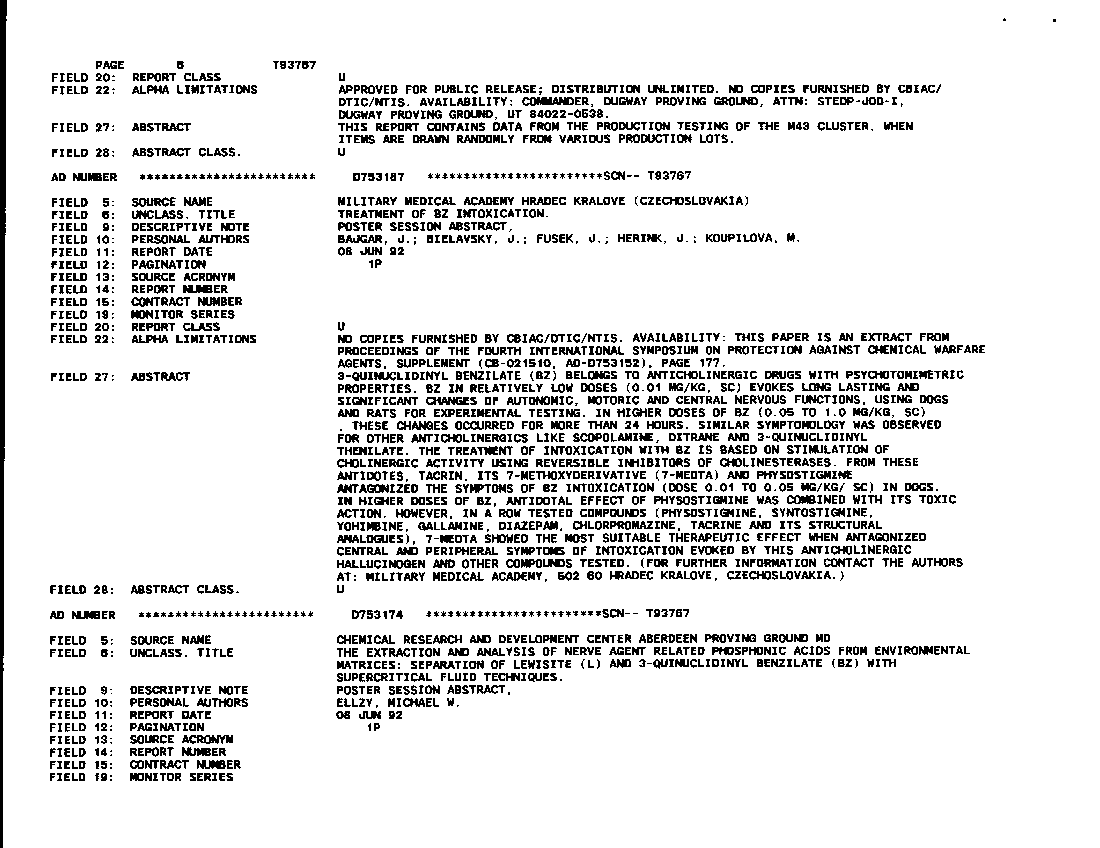 PAGE 6 T93767
FIELD 20: REPORT CLASS U
FIELD 22: ALPHA LIMITATIONS APPROVED FOR PUBLIC RELEASE; DISTRIBUTION UNLIMITED. NO COPIES FURNISHED BY CBIAC/
DTIC/NTIS. AVAILABILITY: COMMANDER, DUGWAY PROVING GROUND, ATTN: STEDP-JOD-I,
DUGWAY PROVING GROUND, UT 84022-0538.
FIELD 27: ABSTRACT THIS REPORT CONTAINS DATA FROM THE PRODUCTION TESTING OF THE M43 CLUSTER, WHEN
ITEMS ARE DRAWN RANDOMLY FROM VARIOUS PRODUCTION LOTS.
FIELD 28: ABSTRACT CLASS. U
AD NUMBER ************************ D753187 ************************SCN-- T93767
FIELD 5: SOURCE NAME MILITARY MEDICAL ACADEMY HRADEC KRALOVE (CZECHOSLOVAKIA)
FIELD 6: UNCLASS. TITLE TREATMENT OF BZ INTOXICATION.
FIELD 9: DESCRIPTIVE NOTE POSTER SESSION ABSTRACT,
FIELD 10: PERSONAL AUTHORS BAJGAR, J.; BIELAVSKY, J.; FUSEK, J.; HERINK, J.; KOUPILOVA, M.
FIELD 11: REPORT DATE 08 JUN 92
FIELD 12: PAGINATION 1P
FIELD 13: SOURCE ACRONYM
FIELD 14: REPORT NUMBER
FIELD 15: CONTRACT NUMBER
FIELD 19: MONITOR SERIES
FIELD 20: REPORT CLASS U
FIELD 22: ALPHA LIMITATIONS NO COPIES FURNISHED BY CBIAC/DTIC/NTIS. AVAILABILITY: THIS PAPER IS AN EXTRACT FROM
PROCEEDINGS OF THE FOURTH INTERNATIONAL SYMPOSIUM ON PROTECTION AGAINST CHEMICAL WARFARE
AGENTS, SUPPLEMENT (CB-021510, AD-D753152), PAGE 177.
FIELD 27: ABSTRACT 3-QUINUCLIDINYL BENZILATE (BZ) BELONGS TO ANTICHOLINERGIC DRUGS WITH PSYCHOTOMIMETRIC
PROPERTIES. BZ IN RELATIVELY LOW DOSES (0.01 MG/KG, SC) EVOKES LONG LASTING AND
SIGNIFICANT CHANGES OF AUTONOMIC, MOTORIC AND CENTRAL NERVOUS FUNCTIONS, USING DOGS
AND RATS FOR EXPERIMENTAL TESTING. IN HIGHER DOSES OF BZ (0.05 TO 1.0 MG/KG, SC)
. THESE CHANGES OCCURRED FOR MORE THAN 24 HOURS. SIMILAR SYMPTOMOLOGY WAS OBSERVED
FOR OTHER ANTICHOLINERGICS LIKE SCOPOLAMINE, DITRANE AND 3-QUINUCLIDINYL
THENILATE. THE TREATMENT OF INTOXICATION WITH BZ IS BASED ON STIMULATION OF
CHOLINERGIC ACTIVITY USING REVERSIBLE INHIBITORS OF CHOLINESTERASES. FROM THESE
ANTIDOTES, TACRIN, ITS 7-METHOXYDERIVATIVE (7-MEOTA) AND PHYSOSTIGMINE
ANTAGONIZED THE SYMPTOMS OF BZ INTOXICATION (DOSE 0.01 TO 0.05 MG/KG/ SC) IN DOGS.
IN HIGHER DOSES OF BZ, ANTIDOTAL EFFECT OF PHYSOSTIGMINE WAS COMBINED WITH ITS TOXIC
ACTION. HOWEVER, IN A ROW TESTED COMPOUNDS (PHYSOSTIGMINE, SYNTOSTIGMINE,
YOHIMBINE, GALLAMINE, DIAZEPAM, CHLORPROMAZINE, TACRINE AND ITS STRUCTURAL
ANALOGUES), 7-MEOTA SHOWED THE MOST SUITABLE THERAPEUTIC EFFECT WHEN ANTAGONIZED
CENTRAL AND PERIPHERAL SYMPTOMS OF INTOXICATION EVOKED BY THIS ANTICHOLINERGIC
HALLUCINOGEN AND OTHER COMPOUNDS TESTED. (FOR FURTHER INFORMATION CONTACT THE AUTHORS
AT: MILITARY MEDICAL ACADEMY, 502 60 HRADEC KRALOVE, CZECHOSLOVAKIA.)
FIELD 28: ABSTRACT CLASS. U
AD NUMBER ************************ D753174 ************************SCN-- T93767
FIELD 5: SOURCE NAME CHEMICAL RESEARCH AND DEVELOPMENT CENTER ABERDEEN PROVING GROUND MD
FIELD 6: UNCLASS. TITLE THE EXTRACTION AND ANALYSIS OF NERVE AGENT RELATED PHOSPHONIC ACIDS FROM ENVIRONMENTAL
MATRICES: SEPARATION OF LEWISITE (L) AND 3-QUINUCLIDINYL BENZILATE (BZ) WITH
SUPERCRITICAL FLUID TECHNIQUES.
FIELD 9: DESCRIPTIVE NOTE POSTER SESSION ABSTRACT,
FIELD 10: PERSONAL AUTHORS ELLZY, MICHAEL W.
FIELD 11: REPORT DATE 08 JUN 92
FIELD 12: PAGINATION 1P
FIELD 13: SOURCE ACRONYM
FIELD 14: REPORT NUMBER
FIELD 15: CONTRACT NUMBER
FIELD 19: MONITOR SERIES